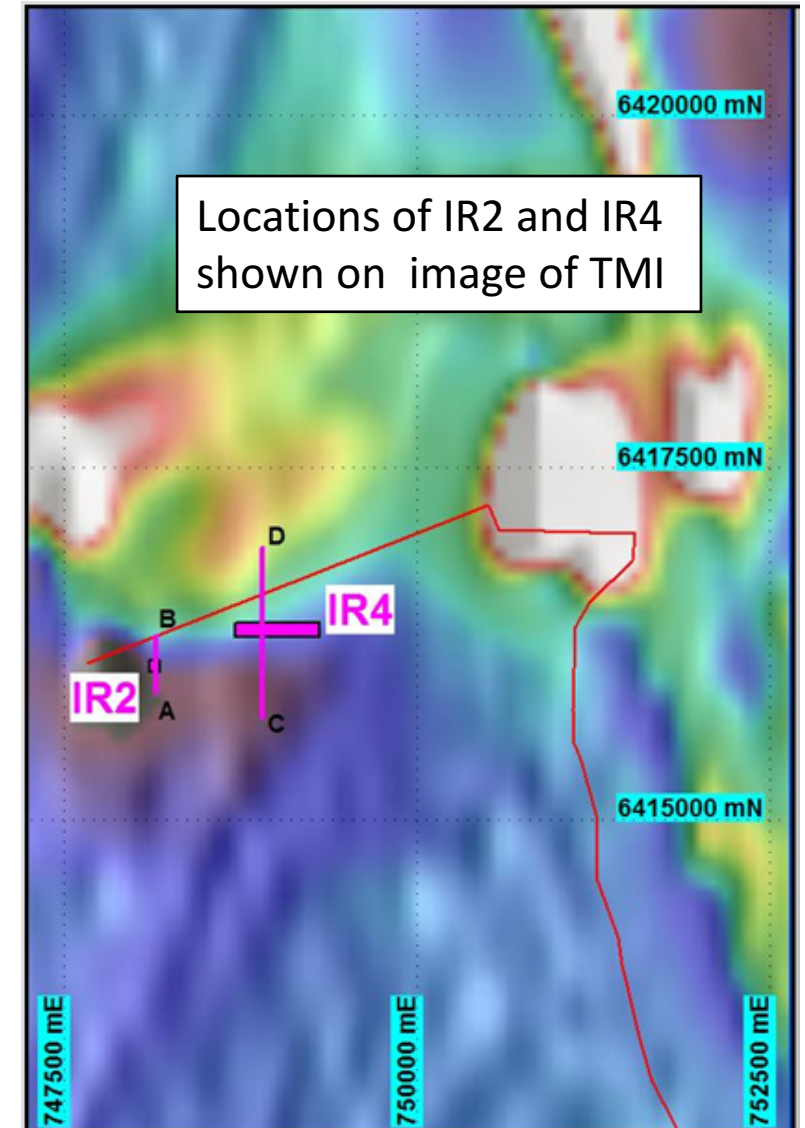 6420000 mN
Locations of IR2 and IR4
shown on image of TMI
6417500 mN
D
B
IR4
IR2
A
C
6415000 mN
747500 mE
750000 mE
752500 mE